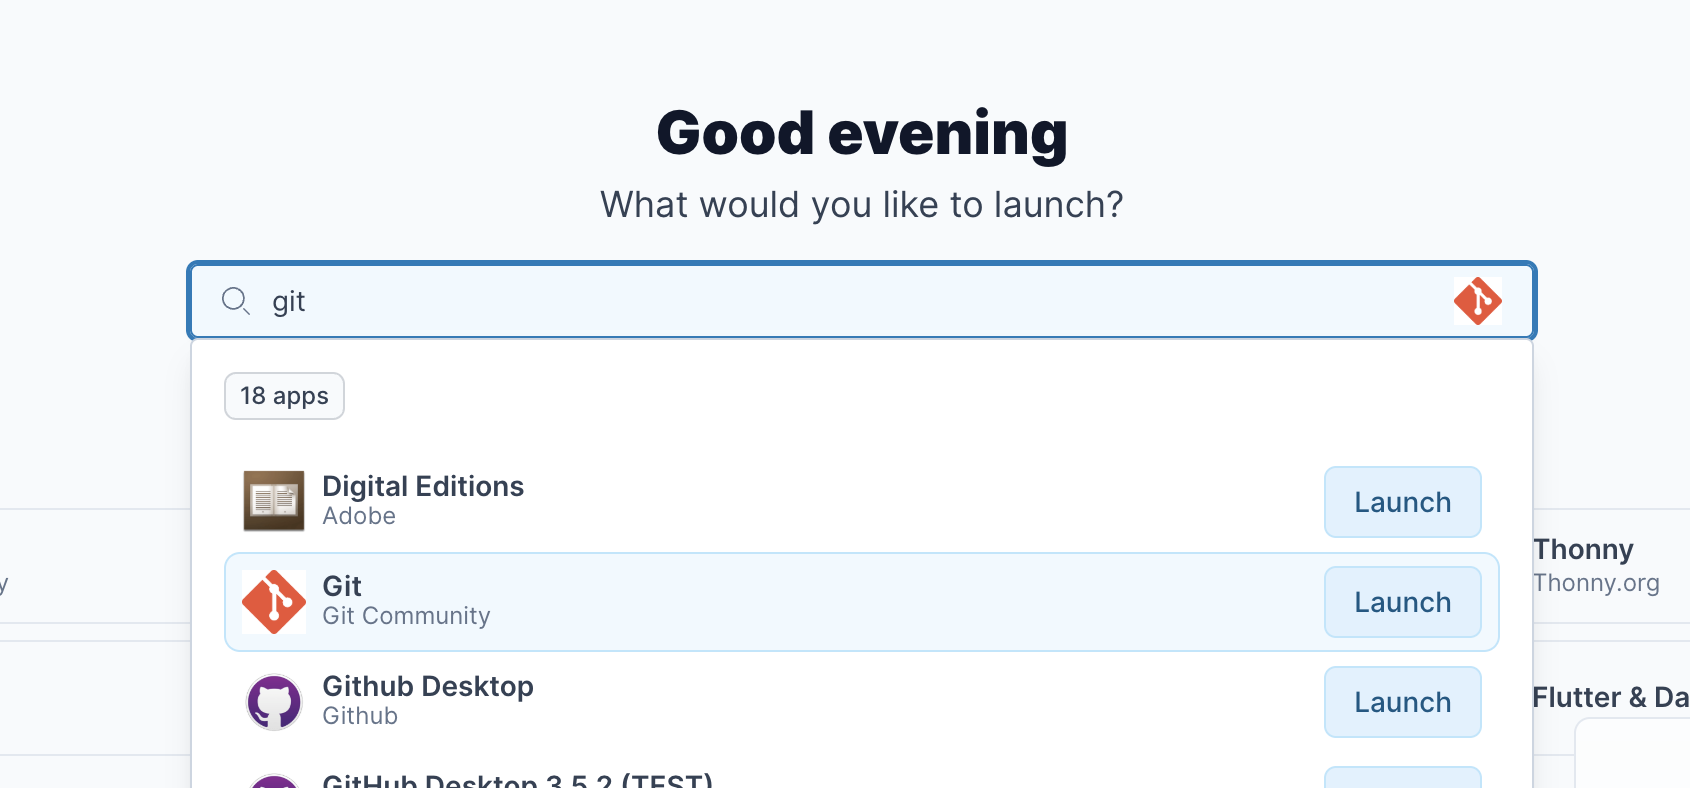 Good evening
What would you like to launch?
git
18 apps
Digital Editions
Adobe
Launch
Git
Git Community
Launch
Github Desktop
Github
Launch
GitHub Desktop 3.5.2 (TEST)
y
Thonny
Thonny.org
Flutter & Da